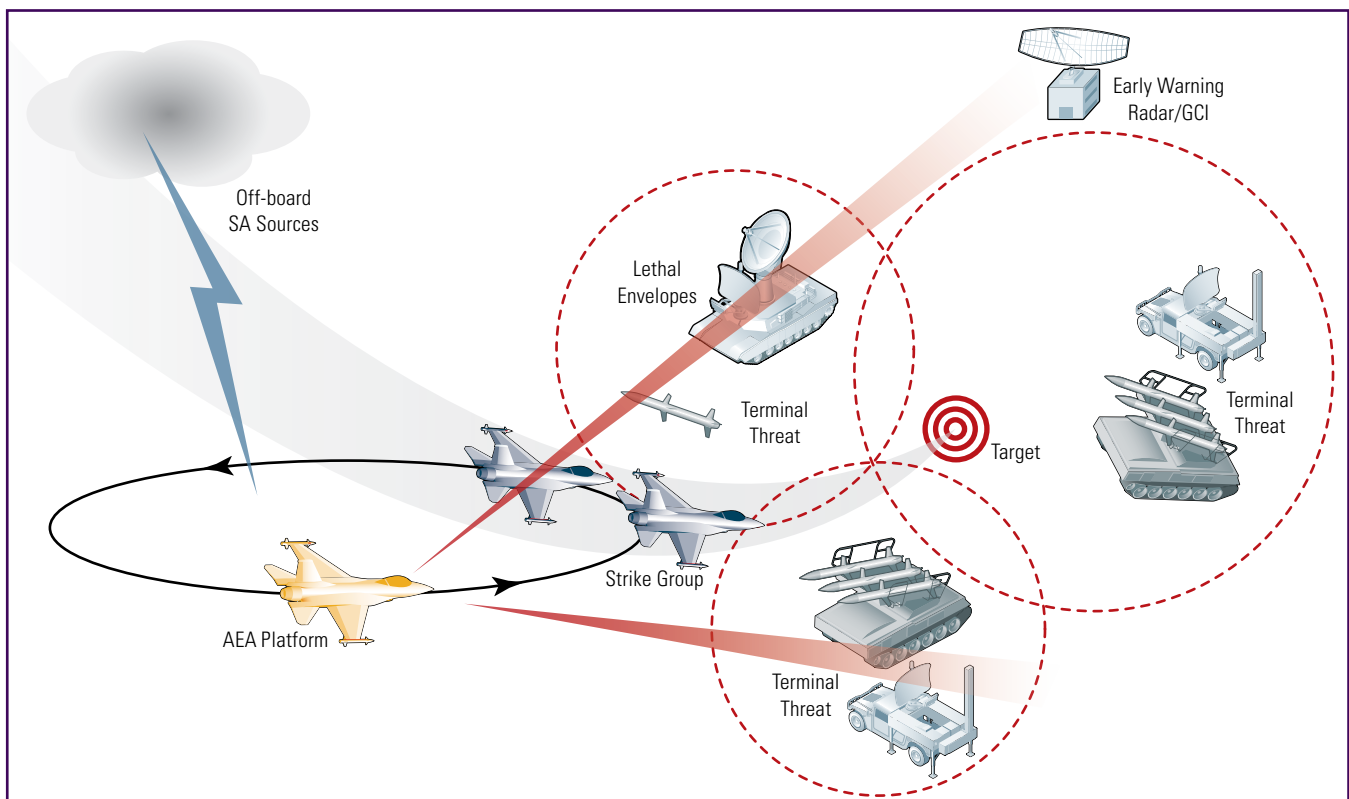 Early Warning
Radar/GCI
Off-board
SA Sources
Lethal
Envelopes
Terminal
Threat
Terminal
Threat
Target
Strike Group
AEA Platform
Terminal
Threat